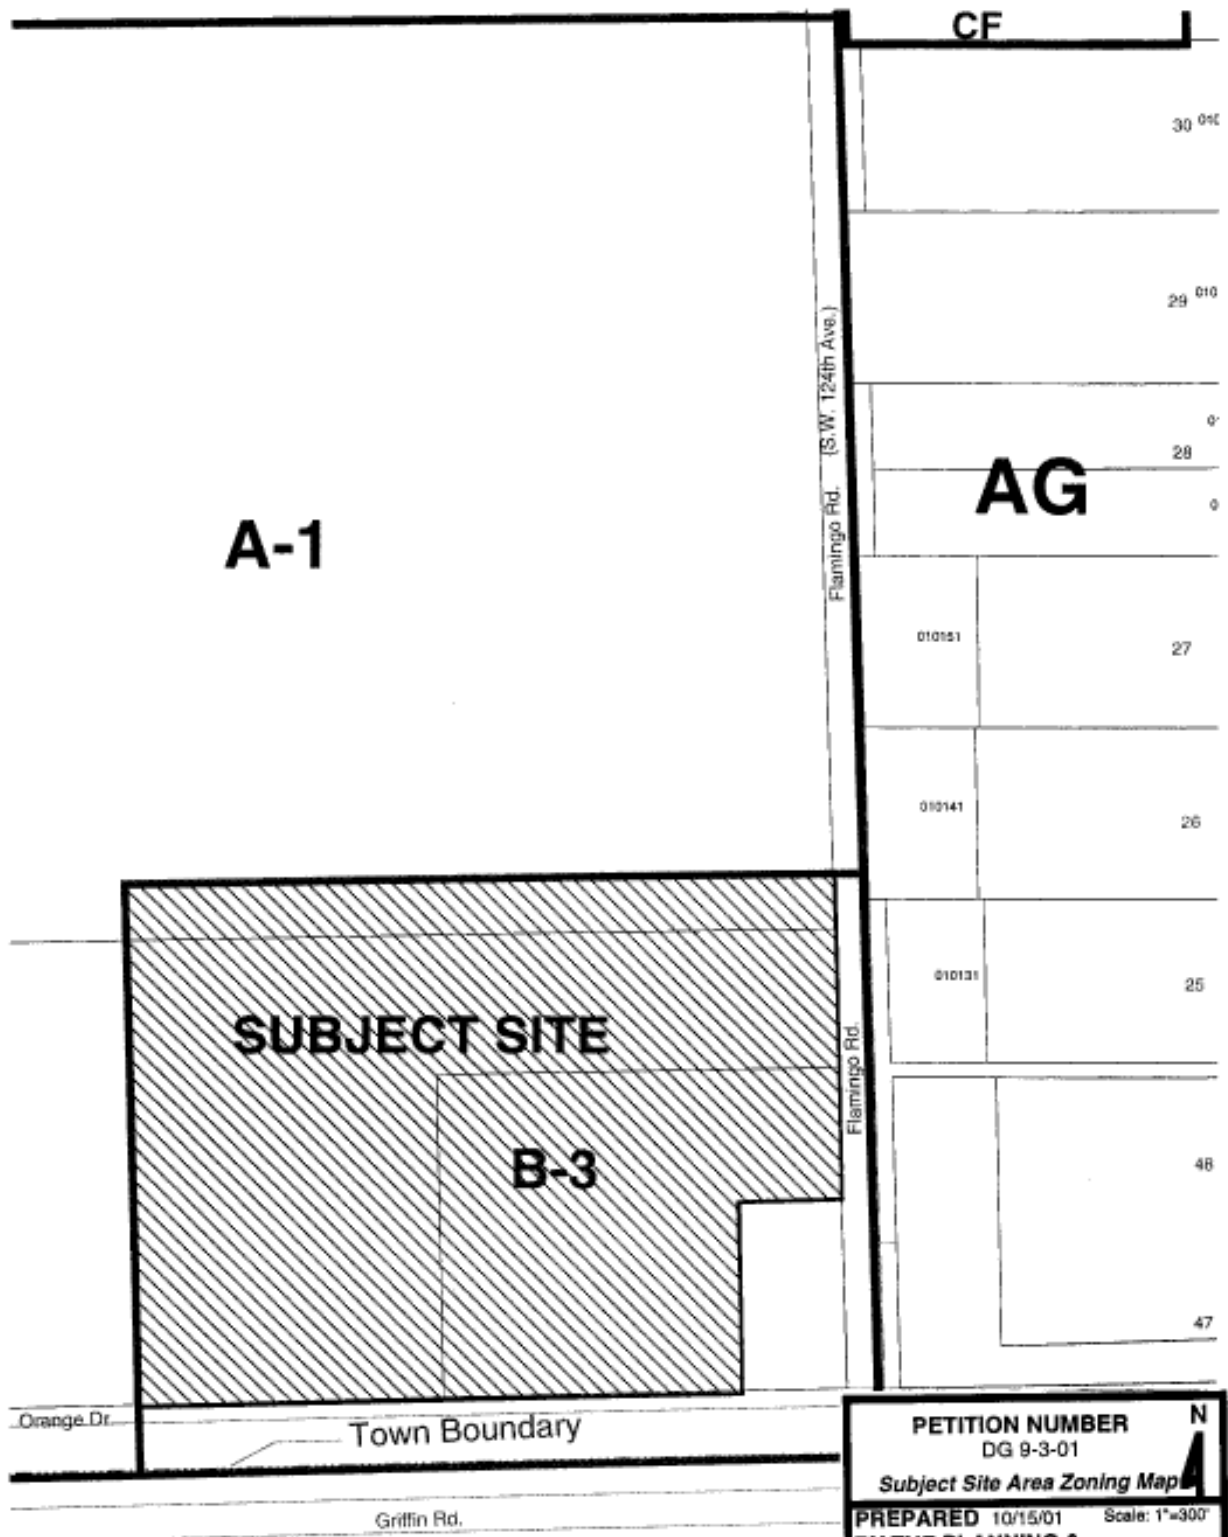 CF
30
29 010
(S.W. 124th Ave.)
28
AG
A-1
Flamingo Rd.
010151
27
010141
26
010131
25
SUBJECT SITE
Flamingo Rd.
B-3
48
47
Orange Dr.
Town Boundary
Griffin Rd.
PETITION NUMBER
N
DG 9-3-01
Subject Site Area Zoning Map
PREPARED 10/15/01
Scale: 1"=300'